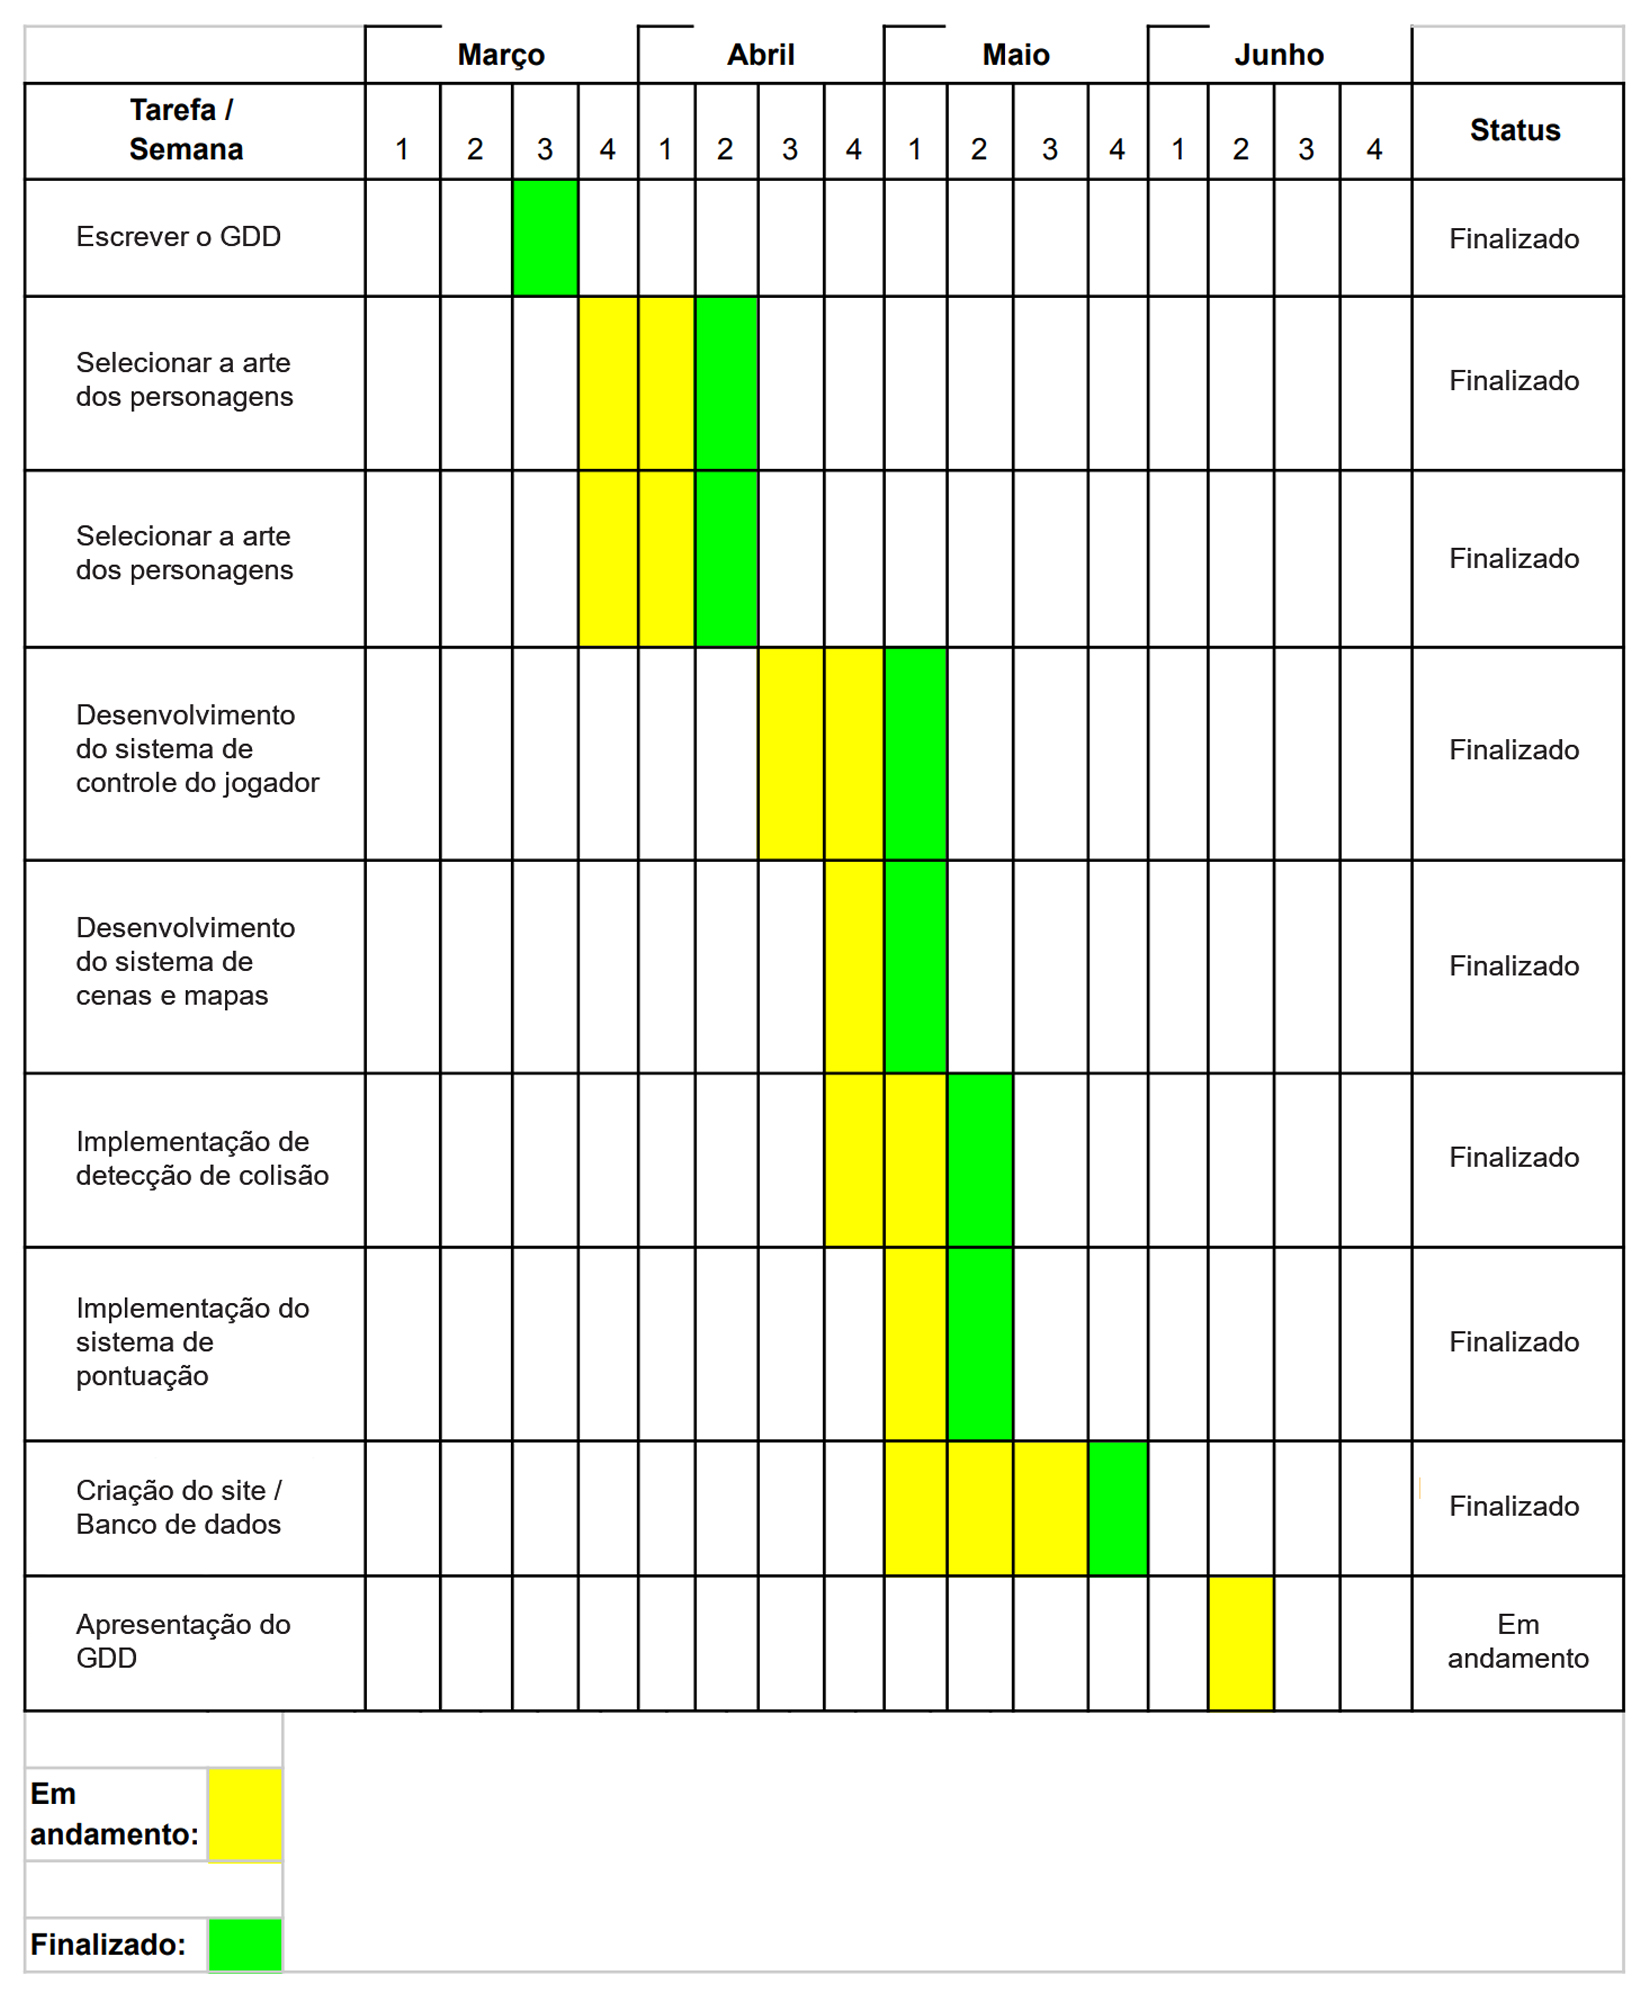 Março Abril Maio Junho
Tarefa /
Semana
1 2 3 4 1 2 3 4 1 2 3 4 1 2 3 4
Status
Escrever o GDD
Finalizado
Selecionar a arte
dos personagens
Finalizado
Selecionar a arte
dos personagens
Finalizado
Desenvolvimento
do sistema de
controle do jogador
Finalizado
Desenvolvimento
do sistema de
cenas e mapas
Finalizado
Implementação de
detecção de colisão
Finalizado
Implementação do
sistema de
pontuação
Finalizado
Criação do site /
Banco de dados
Finalizado
Apresentação do
GDD
Em
andamento
Em
andamento:
Finalizado: